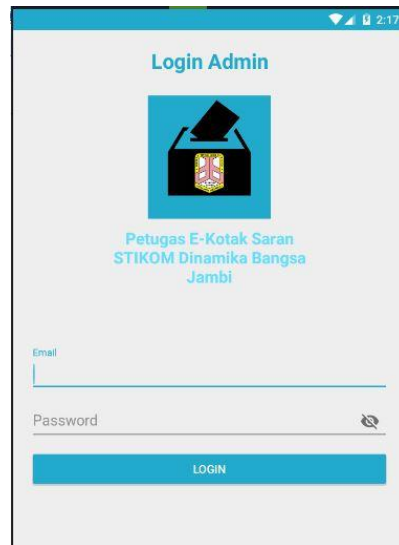 2:17
Login Admin
Petugas E-Kotak Saran
STIKOM Dinamika Bangsa
Jambi
Email
Password
LOGIN